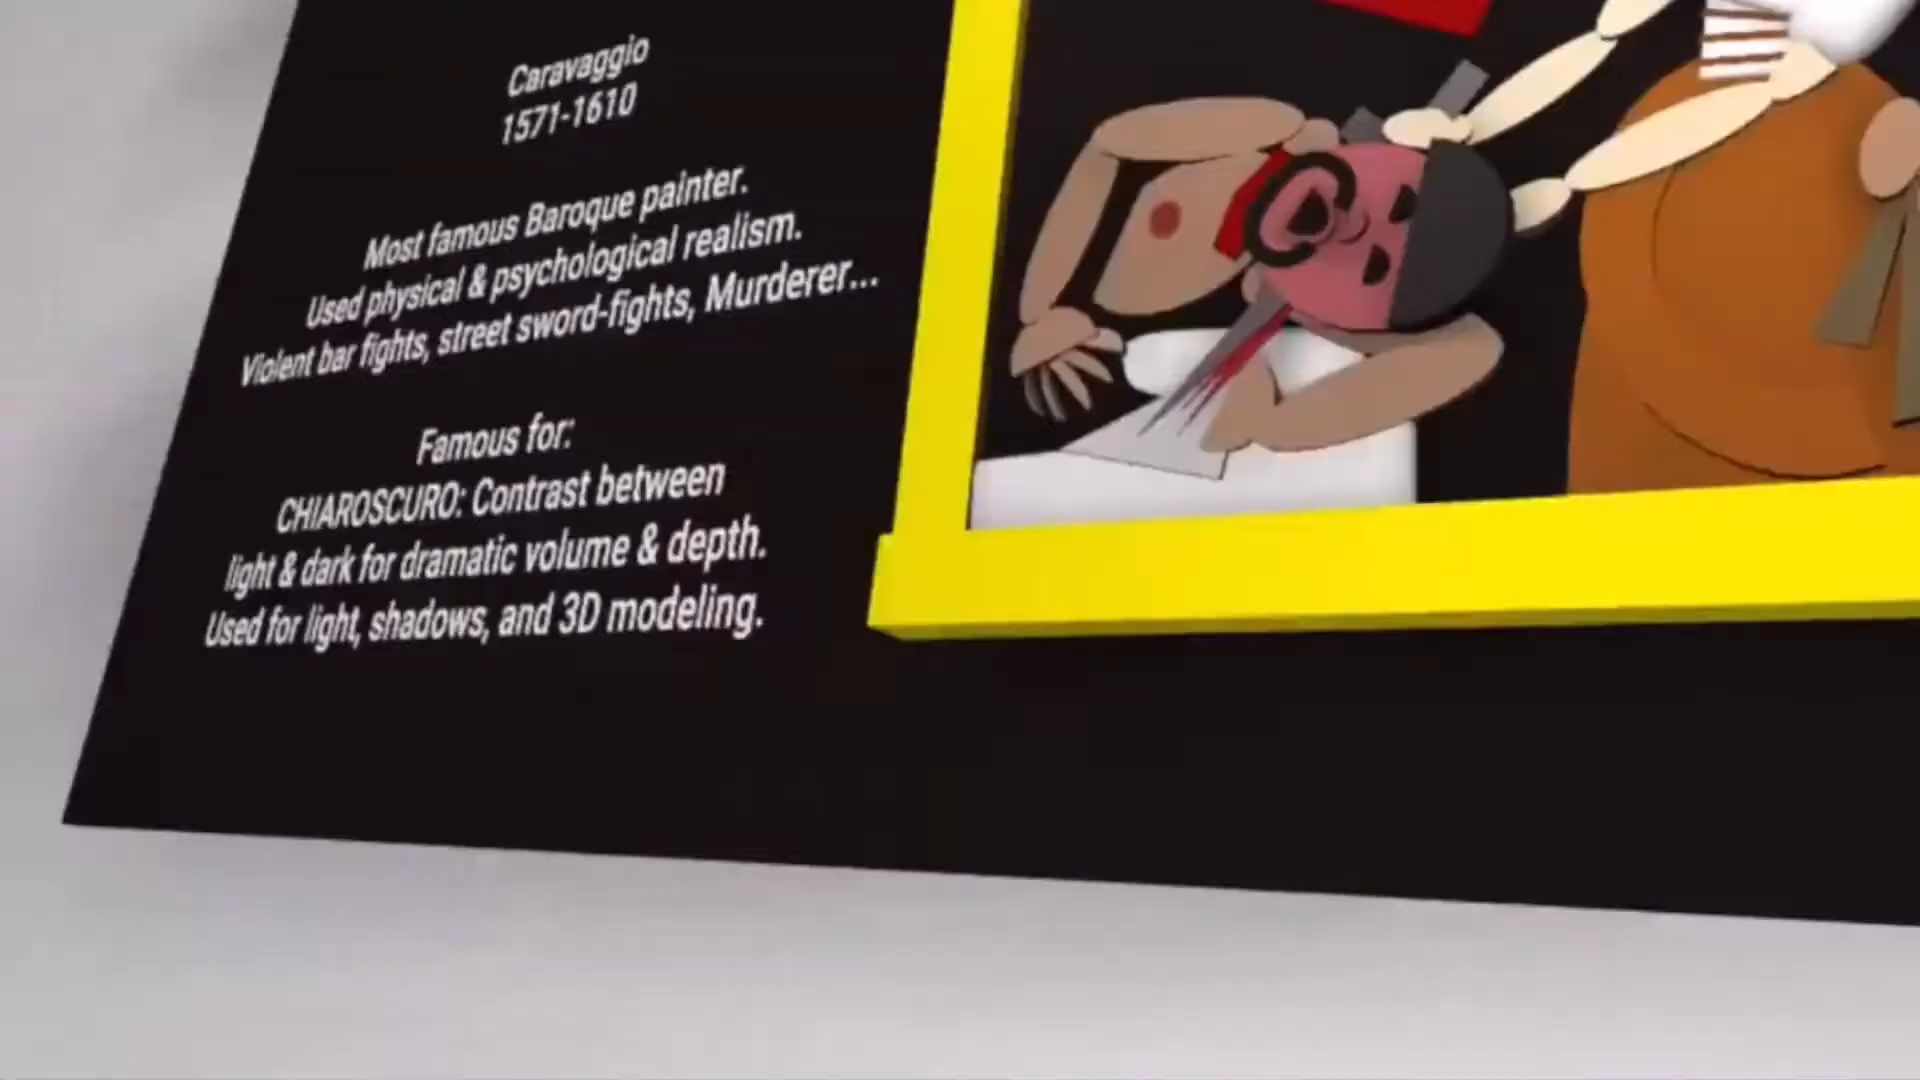 Caravaggio
1571-1610
Most famous Baroque painter.
Used physical & psychological realism.
Violent bar fights, street sword-fights, Murderer...
Famous for:
CHIAROSCURO: Contrast between
light & dark for dramatic volume & depth.
Used for light, shadows, and 3D modeling.